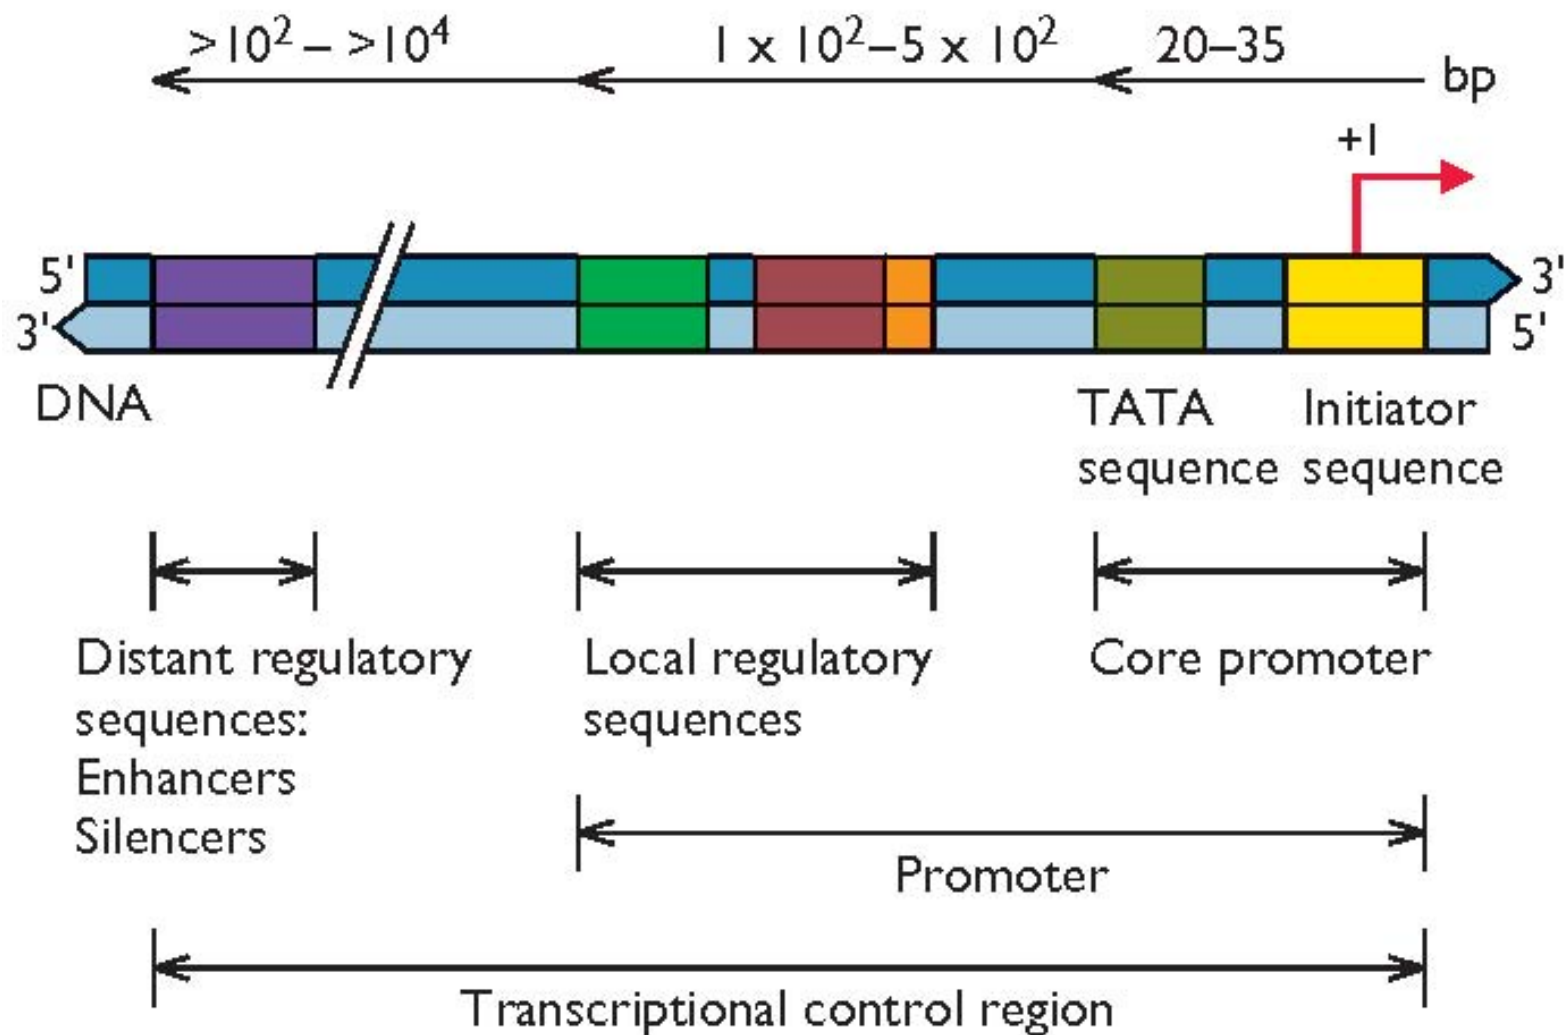 >10² – >10⁴ 1 x 10²–5 x 10² 20–35 bp
+1
5' 3'
3' 5'
DNA
TATA sequence
Initiator sequence
Distant regulatory sequences:
Enhancers
Silencers
Local regulatory sequences
Core promoter
Promoter
Transcriptional control region